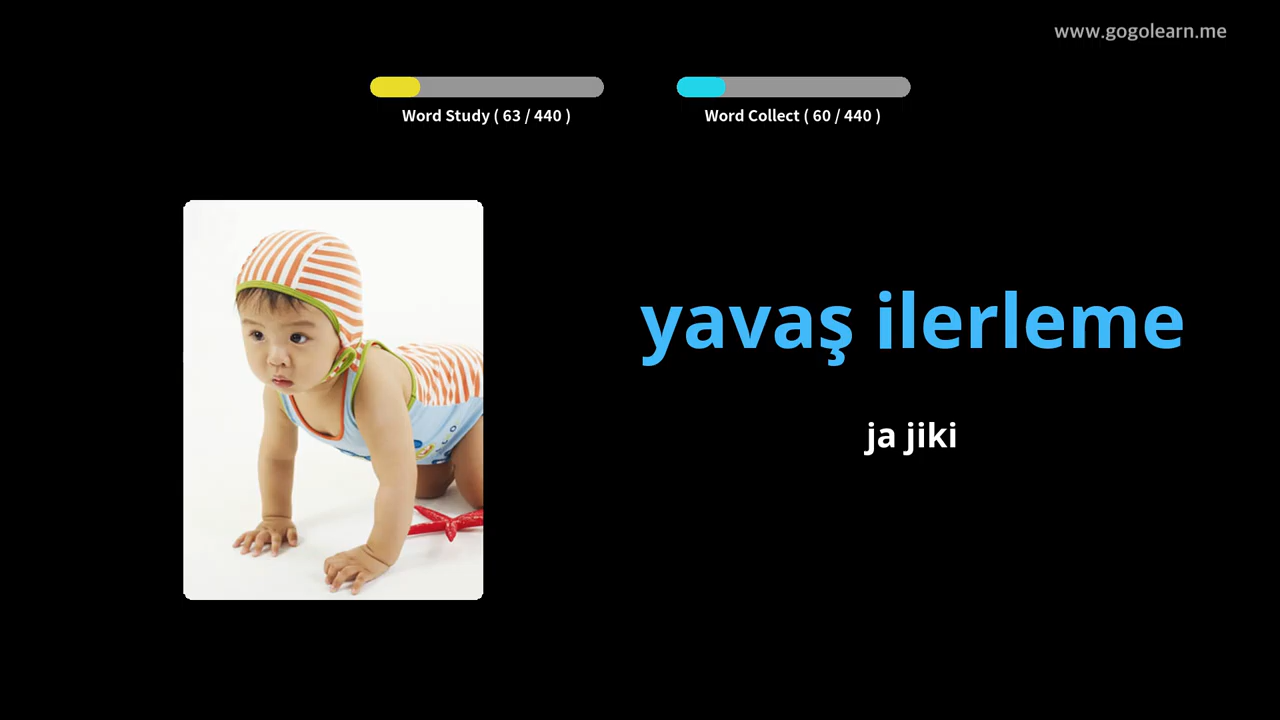 www.gogolearn.me
Word Study ( 63 / 440 )
Word Collect ( 60 / 440 )
yavaş ilerleme
ja jiki